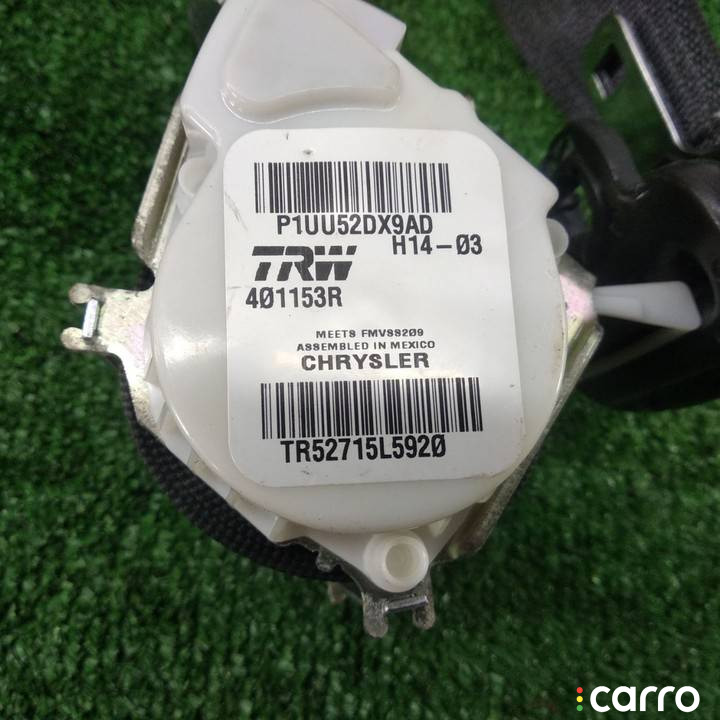 P1UU52DX9AD
H14-03
TRW
401153R
MEETS FMVSS209
ASSEMBLED IN MEXICO
CHRYSLER
TR52715L5920
carro